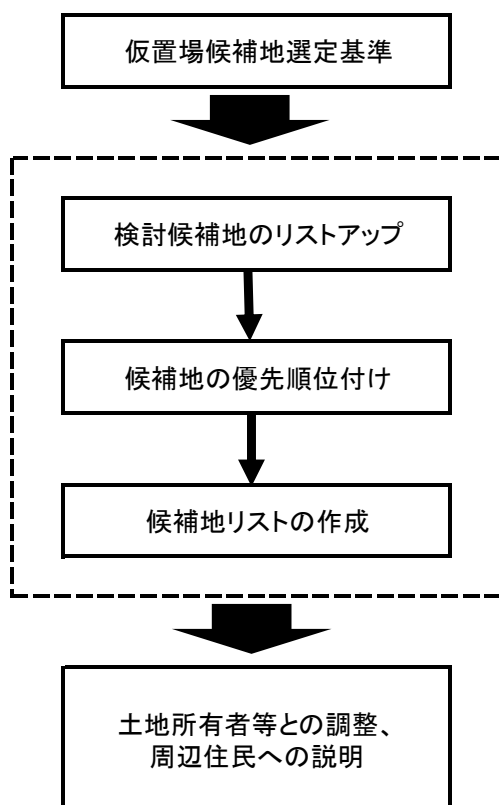 仮置場候補地選定基準
検討候補地のリストアップ
候補地の優先順位付け
候補地リストの作成
土地所有者等との調整、
周辺住民への説明